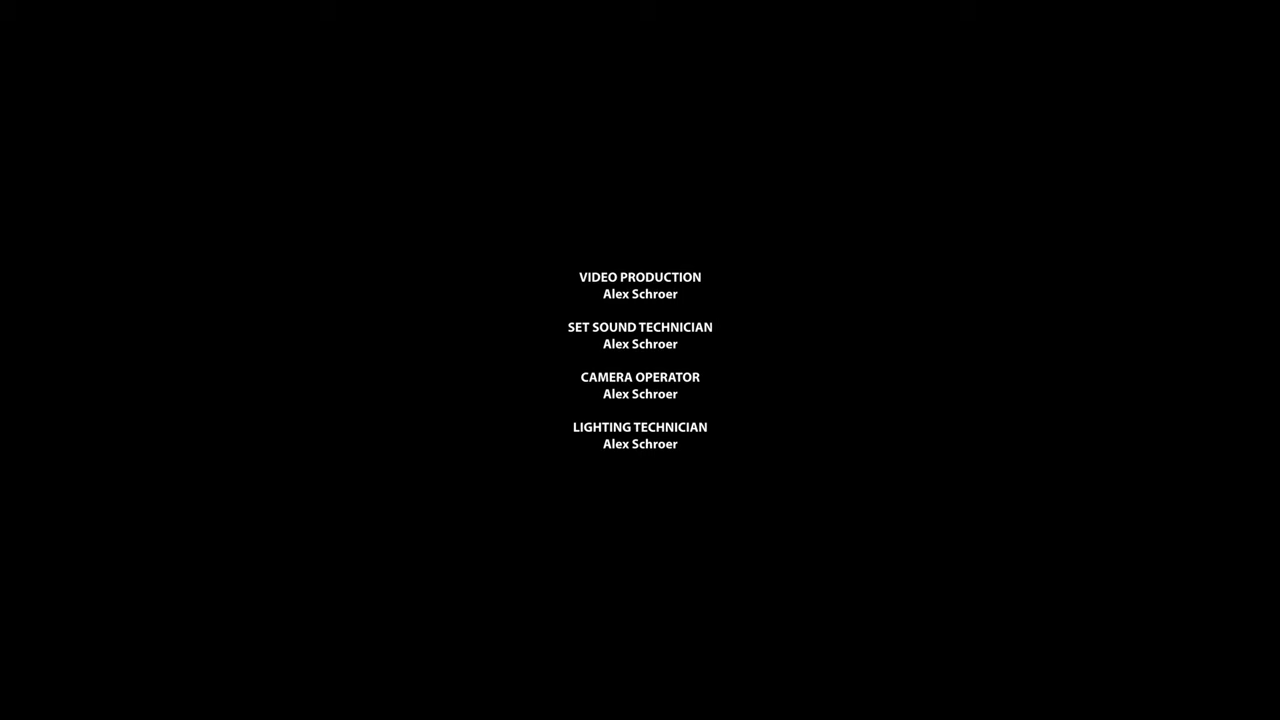 VIDEO PRODUCTION
Alex Schroer
SET SOUND TECHNICIAN
Alex Schroer
CAMERA OPERATOR
Alex Schroer
LIGHTING TECHNICIAN
Alex Schroer